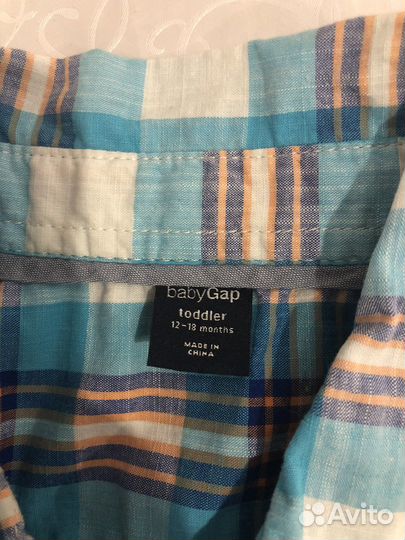 babyGap
toddler
12-18 months
MADE IN
CHINA
Avito